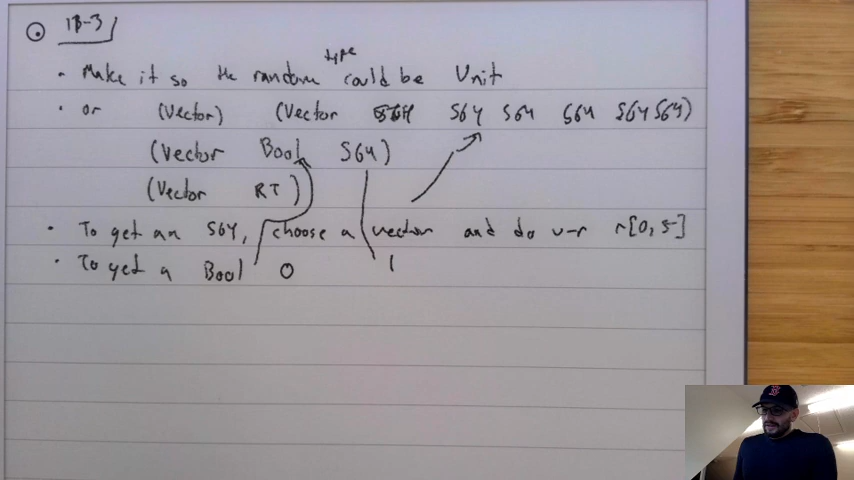 18-3
• Make it so the random type could be Unit
• or (Vector) (Vector S64 S64 S64 S64 S64)
(Vector Bool S64)
(Vector RT)
• To get an S64, choose a vector and do v-r r[0,5]
• To get a Bool 0 1